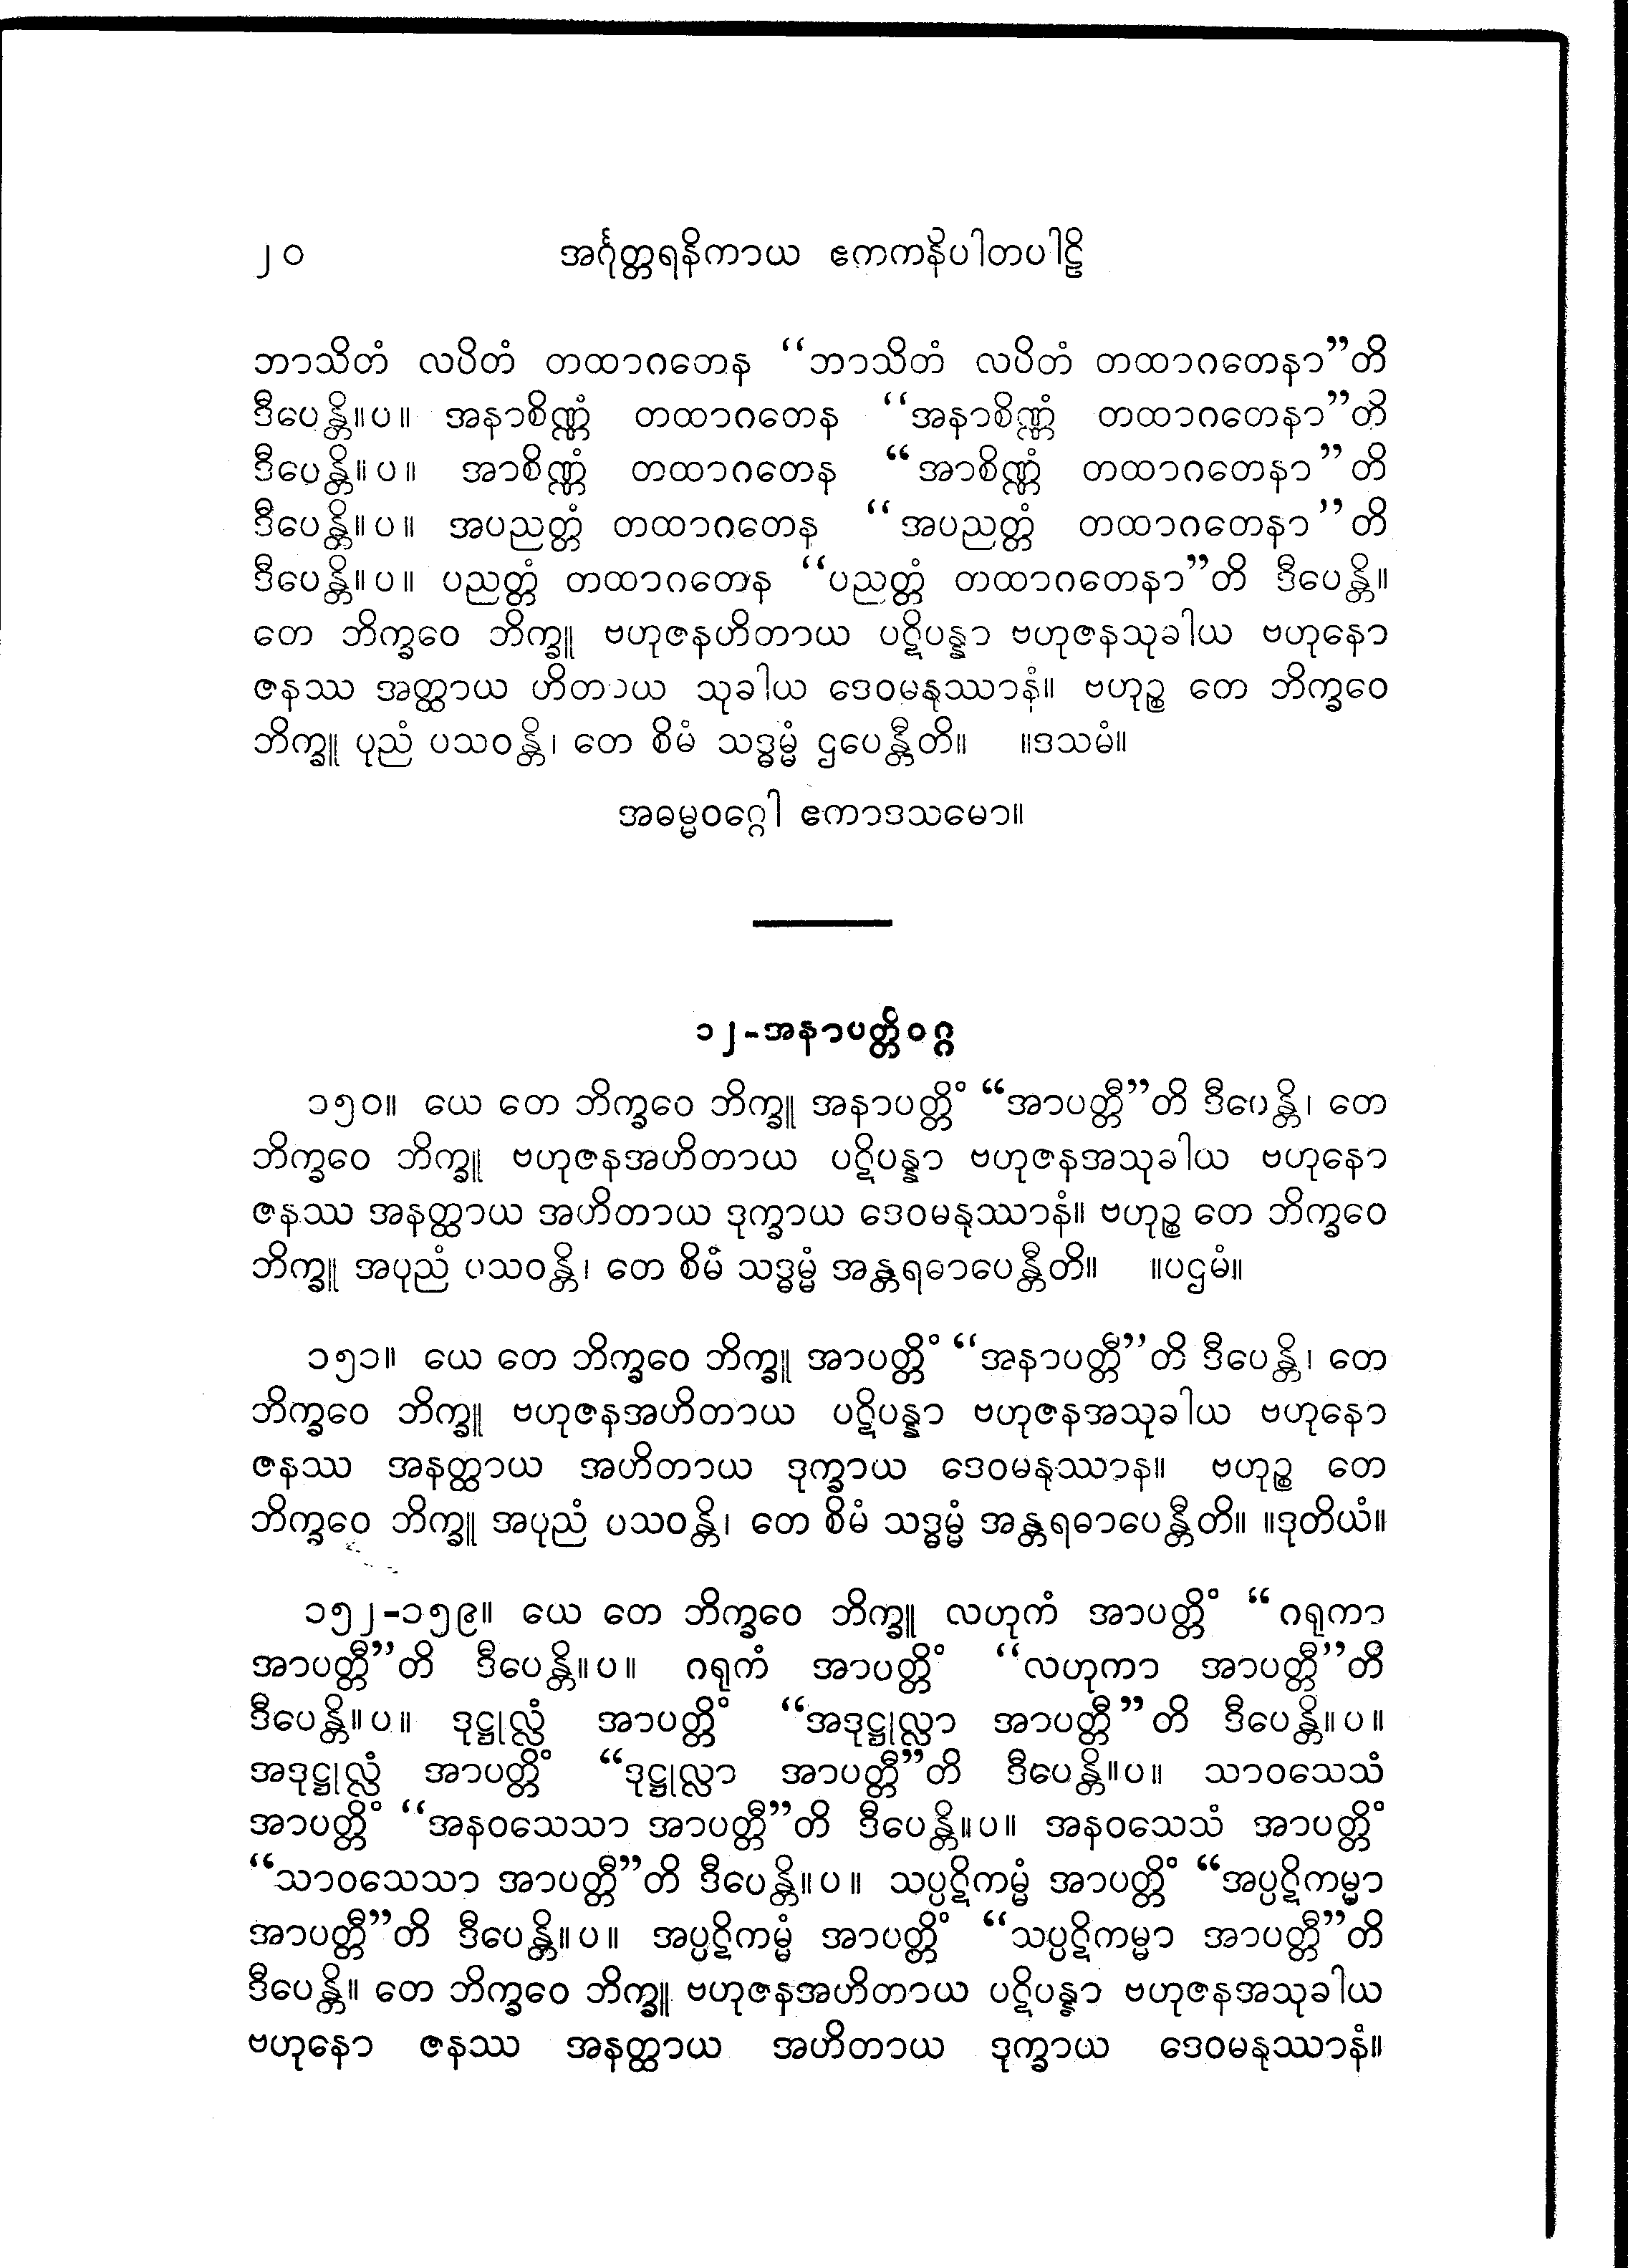 ၂၀ အင်္ဂုတ္တရနိကာယ ဧကကနိပါတပါဠိ
ဘာသိတံ လပိတံ တထာဂတေန “ဘာသိတံ လပိတံ တထာဂတေနာ”တိ
ဒီပေန္တိ။ပ။ အနာစိဏ္ဏံ တထာဂတေန “အနာစိဏ္ဏံ တထာဂတေနာ”တိ
ဒီပေန္တိ။ပ။ အာစိဏ္ဏံ တထာဂတေန “အာစိဏ္ဏံ တထာဂတေနာ”တိ
ဒီပေန္တိ။ပ။ အပညတ္တံ တထာဂတေန “အပညတ္တံ တထာဂတေနာ”တိ
ဒီပေန္တိ။ပ။ ပညတ္တံ တထာဂတေန “ပညတ္တံ တထာဂတေနာ”တိ ဒီပေန္တိ။
တေ ဘိက္ခဝေ ဘိက္ခူ ဗဟုဇနဟိတာယ ပဋိပန္နာ ဗဟုဇနသုခါယ ဗဟုနော
ဇနဿ အတ္ထာယ ဟိတာယ သုခါယ ဒေဝမနုဿာနံ။ ဗဟုဉ္စ တေ ဘိက္ခဝေ
ဘိက္ခူ ပုညံ ပသဝန္တိ၊ တေ စိမံ သဒ္ဓမ္မံ ဌပေန္တီတိ။ ။ဒသမံ။
အဓမ္မဝဂ္ဂေါ ဧကာဒသမော။
၁၂-အနာပတ္တိဝဂ္ဂ
၁၅၀။ ယေ တေ ဘိက္ခဝေ ဘိက္ခူ အနာပတ္တိံ “အာပတ္တီ”တိ ဒီပေန္တိ၊ တေ
ဘိက္ခဝေ ဘိက္ခူ ဗဟုဇနအဟိတာယ ပဋိပန္နာ ဗဟုဇနအသုခါယ ဗဟုနော
ဇနဿ အနတ္ထာယ အဟိတာယ ဒုက္ခာယ ဒေဝမနုဿာနံ။ ဗဟုဉ္စ တေ ဘိက္ခဝေ
ဘိက္ခူ အပုညံ ပသဝန္တိ၊ တေ စိမံ သဒ္ဓမ္မံ အန္တရဓာပေန္တီတိ။ ။ပဌမံ။
၁၅၁။ ယေ တေ ဘိက္ခဝေ ဘိက္ခူ အာပတ္တိံ “အနာပတ္တီ”တိ ဒီပေန္တိ၊ တေ
ဘိက္ခဝေ ဘိက္ခူ ဗဟုဇနအဟိတာယ ပဋိပန္နာ ဗဟုဇနအသုခါယ ဗဟုနော
ဇနဿ အနတ္ထာယ အဟိတာယ ဒုက္ခာယ ဒေဝမနုဿာန။ ဗဟုဉ္စ တေ
ဘိက္ခဝေ ဘိက္ခူ အပုညံ ပသဝန္တိ၊ တေ စိမံ သဒ္ဓမ္မံ အန္တရဓာပေန္တီတိ။ ။ဒုတိယံ။
၁၅၂-၁၅၉။ ယေ တေ ဘိက္ခဝေ ဘိက္ခူ လဟုကံ အာပတ္တိံ “ဂရုကာ
အာပတ္တီ”တိ ဒီပေန္တိ။ပ။ ဂရုကံ အာပတ္တိံ “လဟုကာ အာပတ္တီ”တိ
ဒီပေန္တိ။ပ။ ဒုဋ္ဌုလ္လံ အာပတ္တိံ “အဒုဋ္ဌုလ္လာ အာပတ္တီ”တိ ဒီပေန္တိ။ပ။
အဒုဋ္ဌုလ္လံ အာပတ္တိံ “ဒုဋ္ဌုလ္လာ အာပတ္တီ”တိ ဒီပေန္တိ။ပ။ သာဝသေသံ
အာပတ္တိံ “အနဝသေသာ အာပတ္တီ”တိ ဒီပေန္တိ။ပ။ အနဝသေသံ အာပတ္တိံ
“သာဝသေသာ အာပတ္တီ”တိ ဒီပေန္တိ။ပ။ သပ္ပဋိကမ္မံ အာပတ္တိံ “အပ္ပဋိကမ္မာ
အာပတ္တီ”တိ ဒီပေန္တိ။ပ။ အပ္ပဋိကမ္မံ အာပတ္တိံ “သပ္ပဋိကမ္မာ အာပတ္တီ”တိ
ဒီပေန္တိ။ တေ ဘိက္ခဝေ ဘိက္ခူ ဗဟုဇနအဟိတာယ ပဋိပန္နာ ဗဟုဇနအသုခါယ
ဗဟုနော ဇနဿ အနတ္ထာယ အဟိတာယ ဒုက္ခာယ ဒေဝမနုဿာနံ။